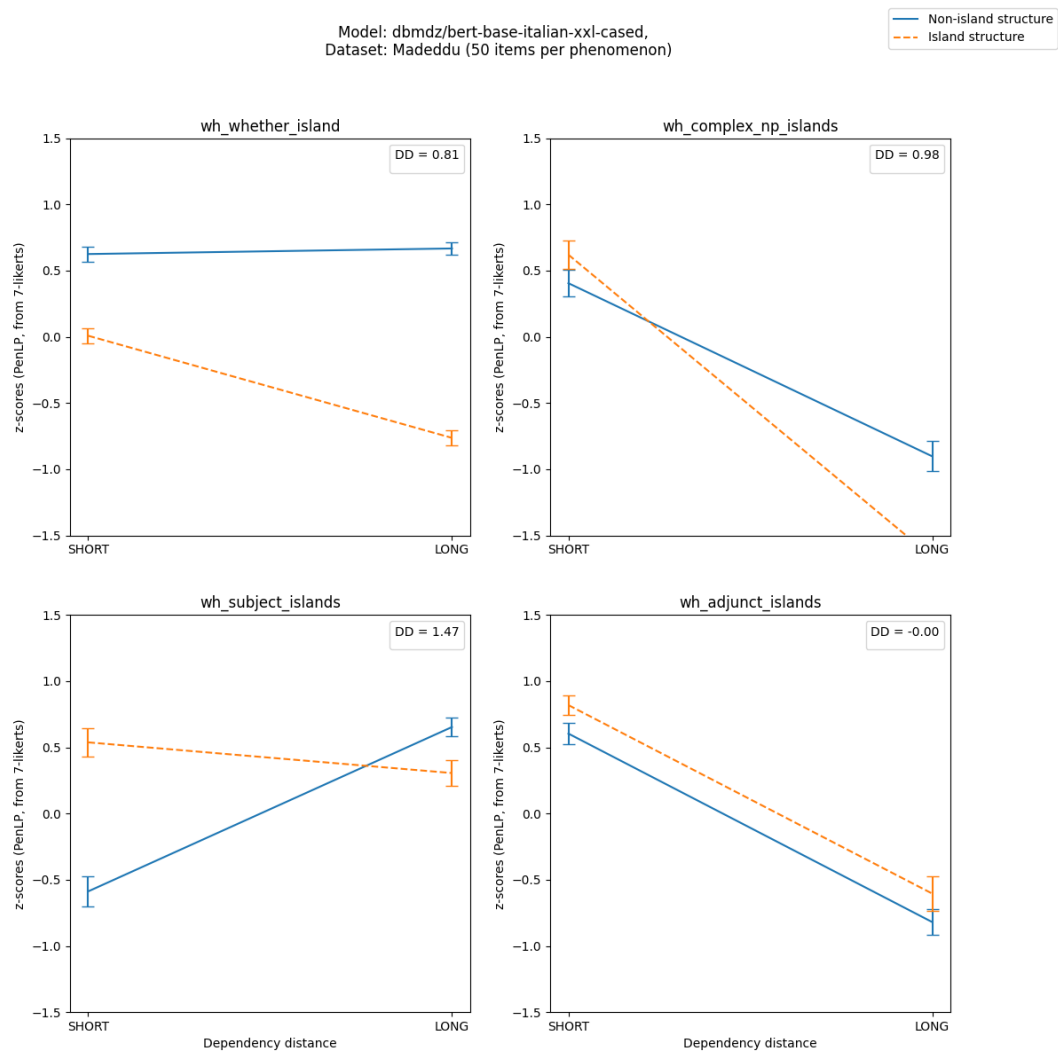 Model: dbmdz/bert-base-italian-xxl-cased,
Dataset: Madeddu (50 items per phenomenon)
Non-island structure
Island structure
wh_whether_island
DD = 0.81
z-scores (PenLP, from 7-likerts)
1.5
1.0
0.5
0.0
−0.5
−1.0
−1.5
SHORT
LONG
wh_complex_np_islands
DD = 0.98
z-scores (PenLP, from 7-likerts)
1.5
1.0
0.5
0.0
−0.5
−1.0
−1.5
SHORT
LONG
wh_subject_islands
DD = 1.47
z-scores (PenLP, from 7-likerts)
1.5
1.0
0.5
0.0
−0.5
−1.0
−1.5
SHORT
LONG
Dependency distance
wh_adjunct_islands
DD = -0.00
z-scores (PenLP, from 7-likerts)
1.5
1.0
0.5
0.0
−0.5
−1.0
−1.5
SHORT
LONG
Dependency distance